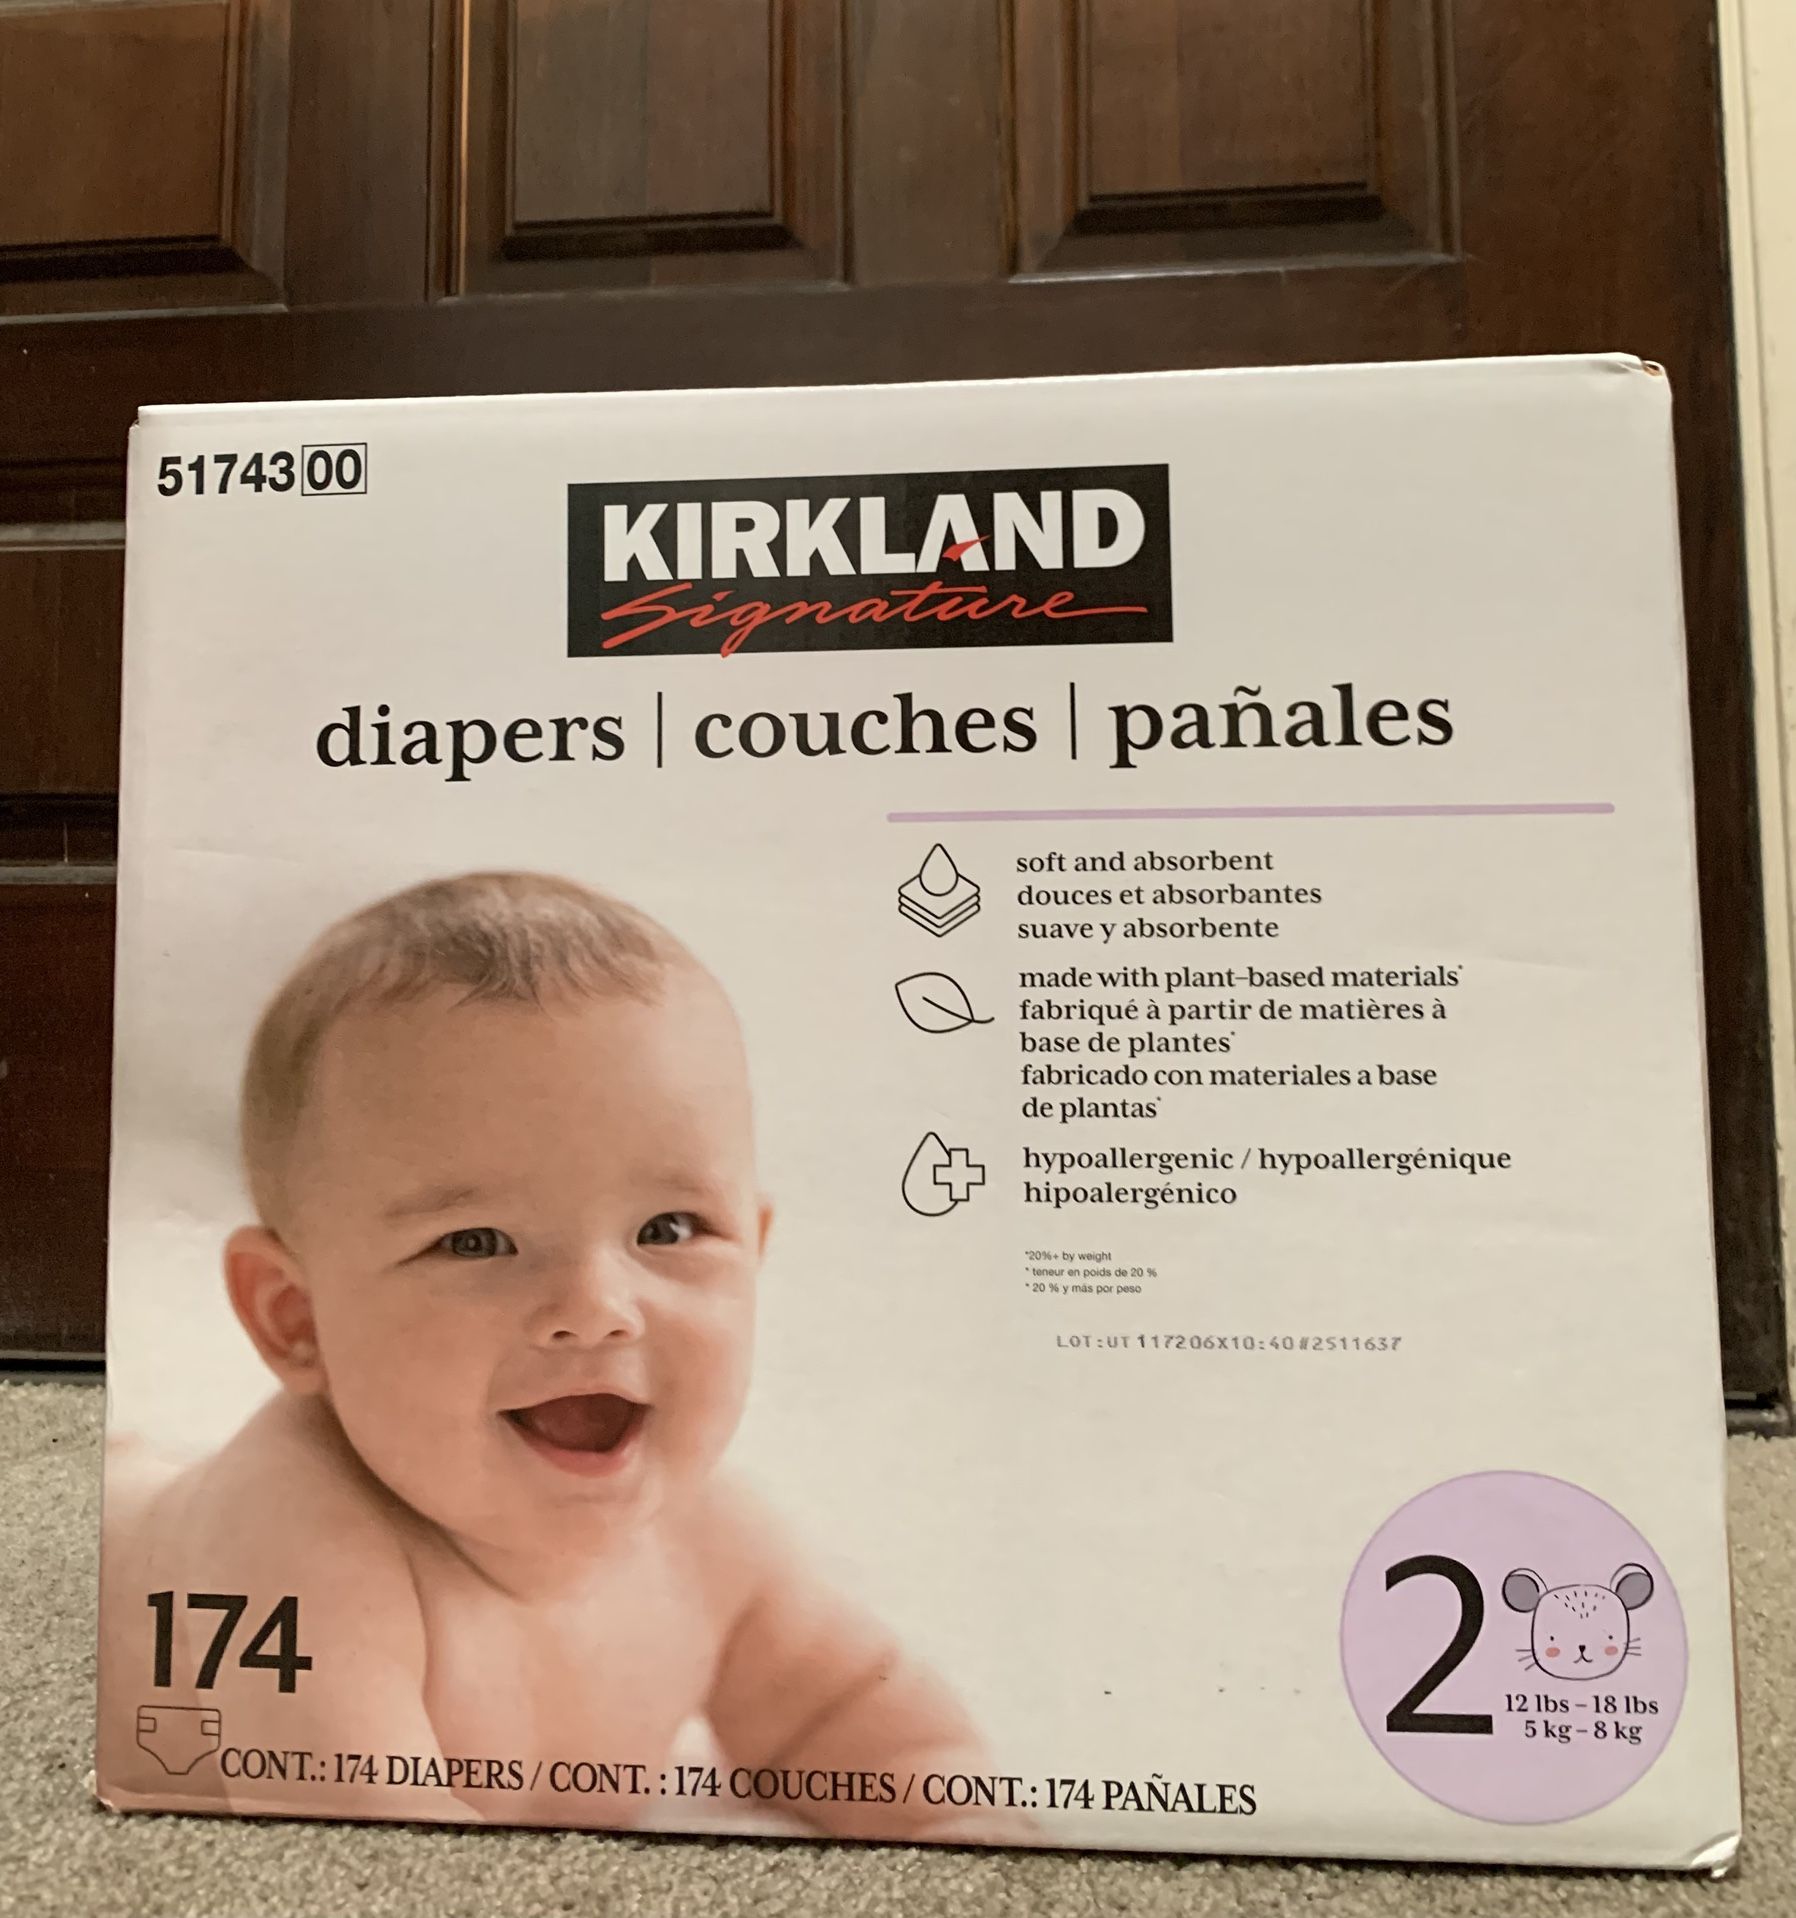 5174300
KIRKLAND
Signature
diapers | couches | pañales
soft and absorbent
douces et absorbantes
suave y absorbente
made with plant-based materials*
fabriqué à partir de matières à
base de plantes*
fabricado con materiales a base
de plantas*
hypoallergenic / hypoallergénique
hipoalergénico
*20%+ by weight
* teneur en poids de 20 %
* 20 % y más por peso
LOT:UT 117206X10:40#2511637
174
2
12 lbs – 18 lbs
5 kg – 8 kg
CONT.: 174 DIAPERS / CONT. : 174 COUCHES / CONT.: 174 PAÑALES